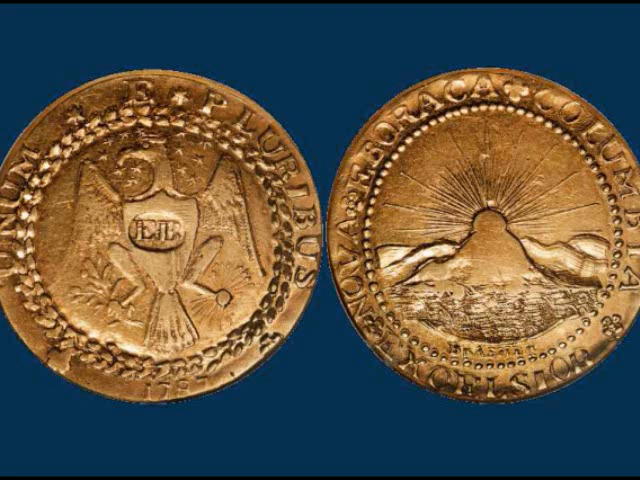 UNUM * E * PLURIBUS
EB
1787
NOVA EBORACA COLUMBIA EXCELSIOR
BRASHER